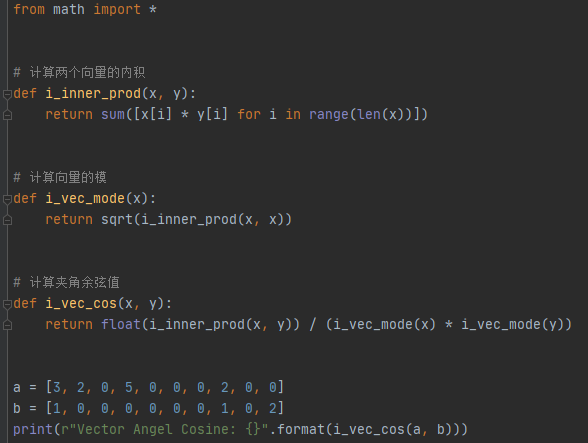 from math import *
# 计算两个向量的内积
def i_inner_prod(x, y):
    return sum([x[i] * y[i] for i in range(len(x))])
# 计算向量的模
def i_vec_mode(x):
    return sqrt(i_inner_prod(x, x))
# 计算夹角余弦值
def i_vec_cos(x, y):
    return float(i_inner_prod(x, y)) / (i_vec_mode(x) * i_vec_mode(y))
a = [3, 2, 0, 5, 0, 0, 0, 2, 0, 0]
b = [1, 0, 0, 0, 0, 0, 0, 1, 0, 2]
print(r"Vector Angel Cosine: {}".format(i_vec_cos(a, b)))